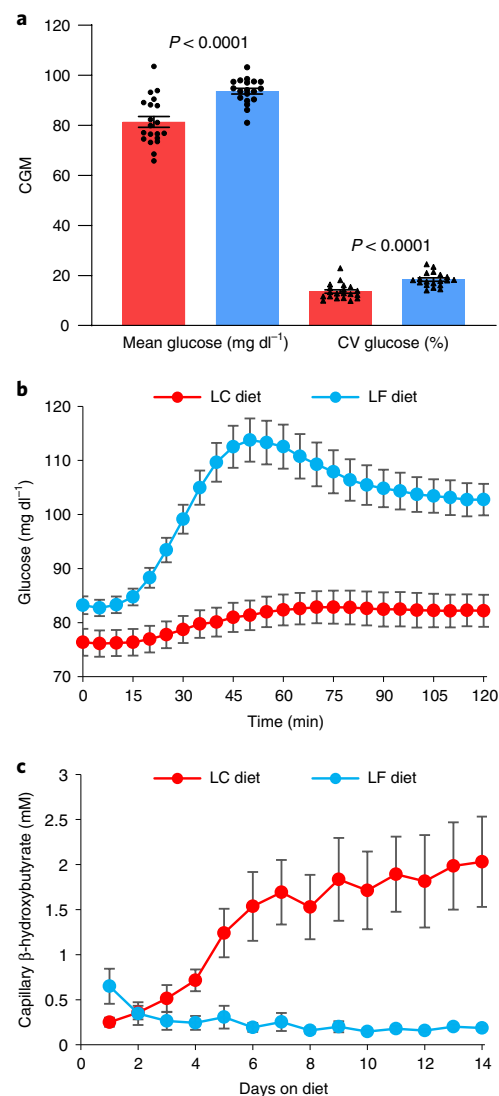 a
120
100
80
60
40
20
0
CGM
P < 0.0001
P < 0.0001
Mean glucose (mg dl⁻¹)
CV glucose (%)
b
LC diet
LF diet
120
110
100
90
80
70
Glucose (mg dl⁻¹)
0 15 30 45 60 75 90 105 120
Time (min)
c
LC diet
LF diet
3
2.5
2
1.5
1
0.5
0
Capillary β-hydroxybutyrate (mM)
0 2 4 6 8 10 12 14
Days on diet